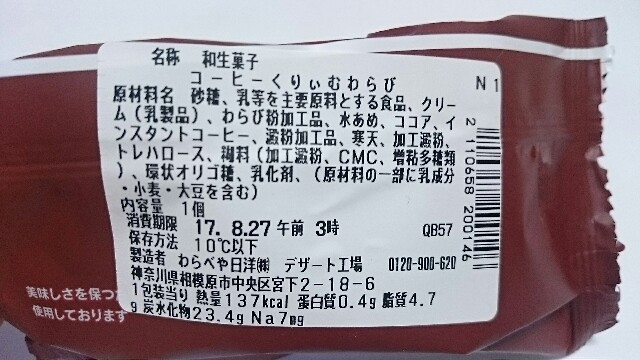 名称 和生菓子
コーヒーくりぃむわらび
N1
原材料名 砂糖、乳等を主要原料とする食品、クリー
ム(乳製品)、わらび粉加工品、水あめ、ココア、イ
ンスタントコーヒー、澱粉加工品、寒天、加工澱粉、
トレハロース、糊料(加工澱粉、CMC、増粘多糖類
)、環状オリゴ糖、乳化剤、(原材料の一部に乳成分
・小麦・大豆を含む)
内容量 1個
消費期限 17. 8.27 午前 3時 QB57
保存方法 10℃以下
製造者 わらべや日洋㈱ デザート工場 0120-900-620
神奈川県相模原市中央区宮下2-18-6
1包装当り 熱量137kcal 蛋白質0.4g 脂質4.7
g 炭水化物23.4g Na7mg
2 110658 200146
美味しさを保つ
使用しております